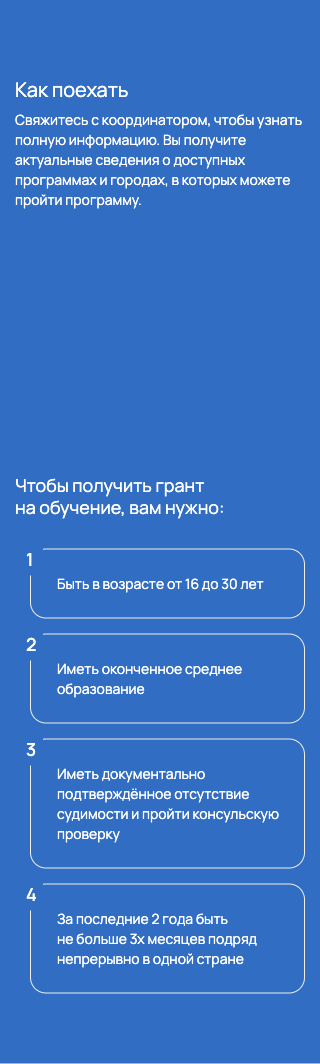 Как поехать
Свяжитесь с координатором, чтобы узнать
полную информацию. Вы получите
актуальные сведения о доступных
программах и городах, в которых можете
пройти программу.
Чтобы получить грант
на обучение, вам нужно:
1
Быть в возрасте от 16 до 30 лет
2
Иметь оконченное среднее
образование
3
Иметь документально
подтверждённое отсутствие
судимости и пройти консульскую
проверку
4
За последние 2 года быть
не больше 3х месяцев подряд
непрерывно в одной стране